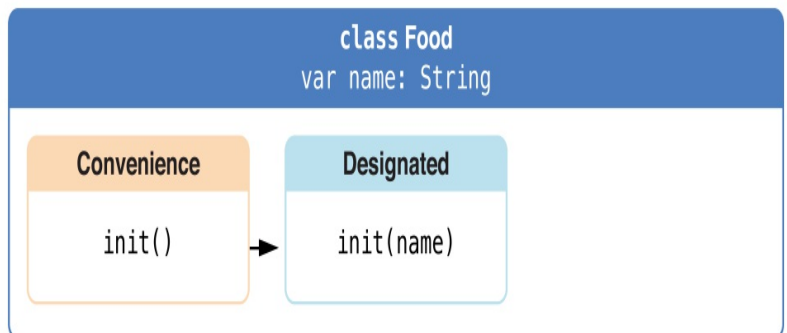 class Food
var name: String
Convenience
Designated
init()
init(name)